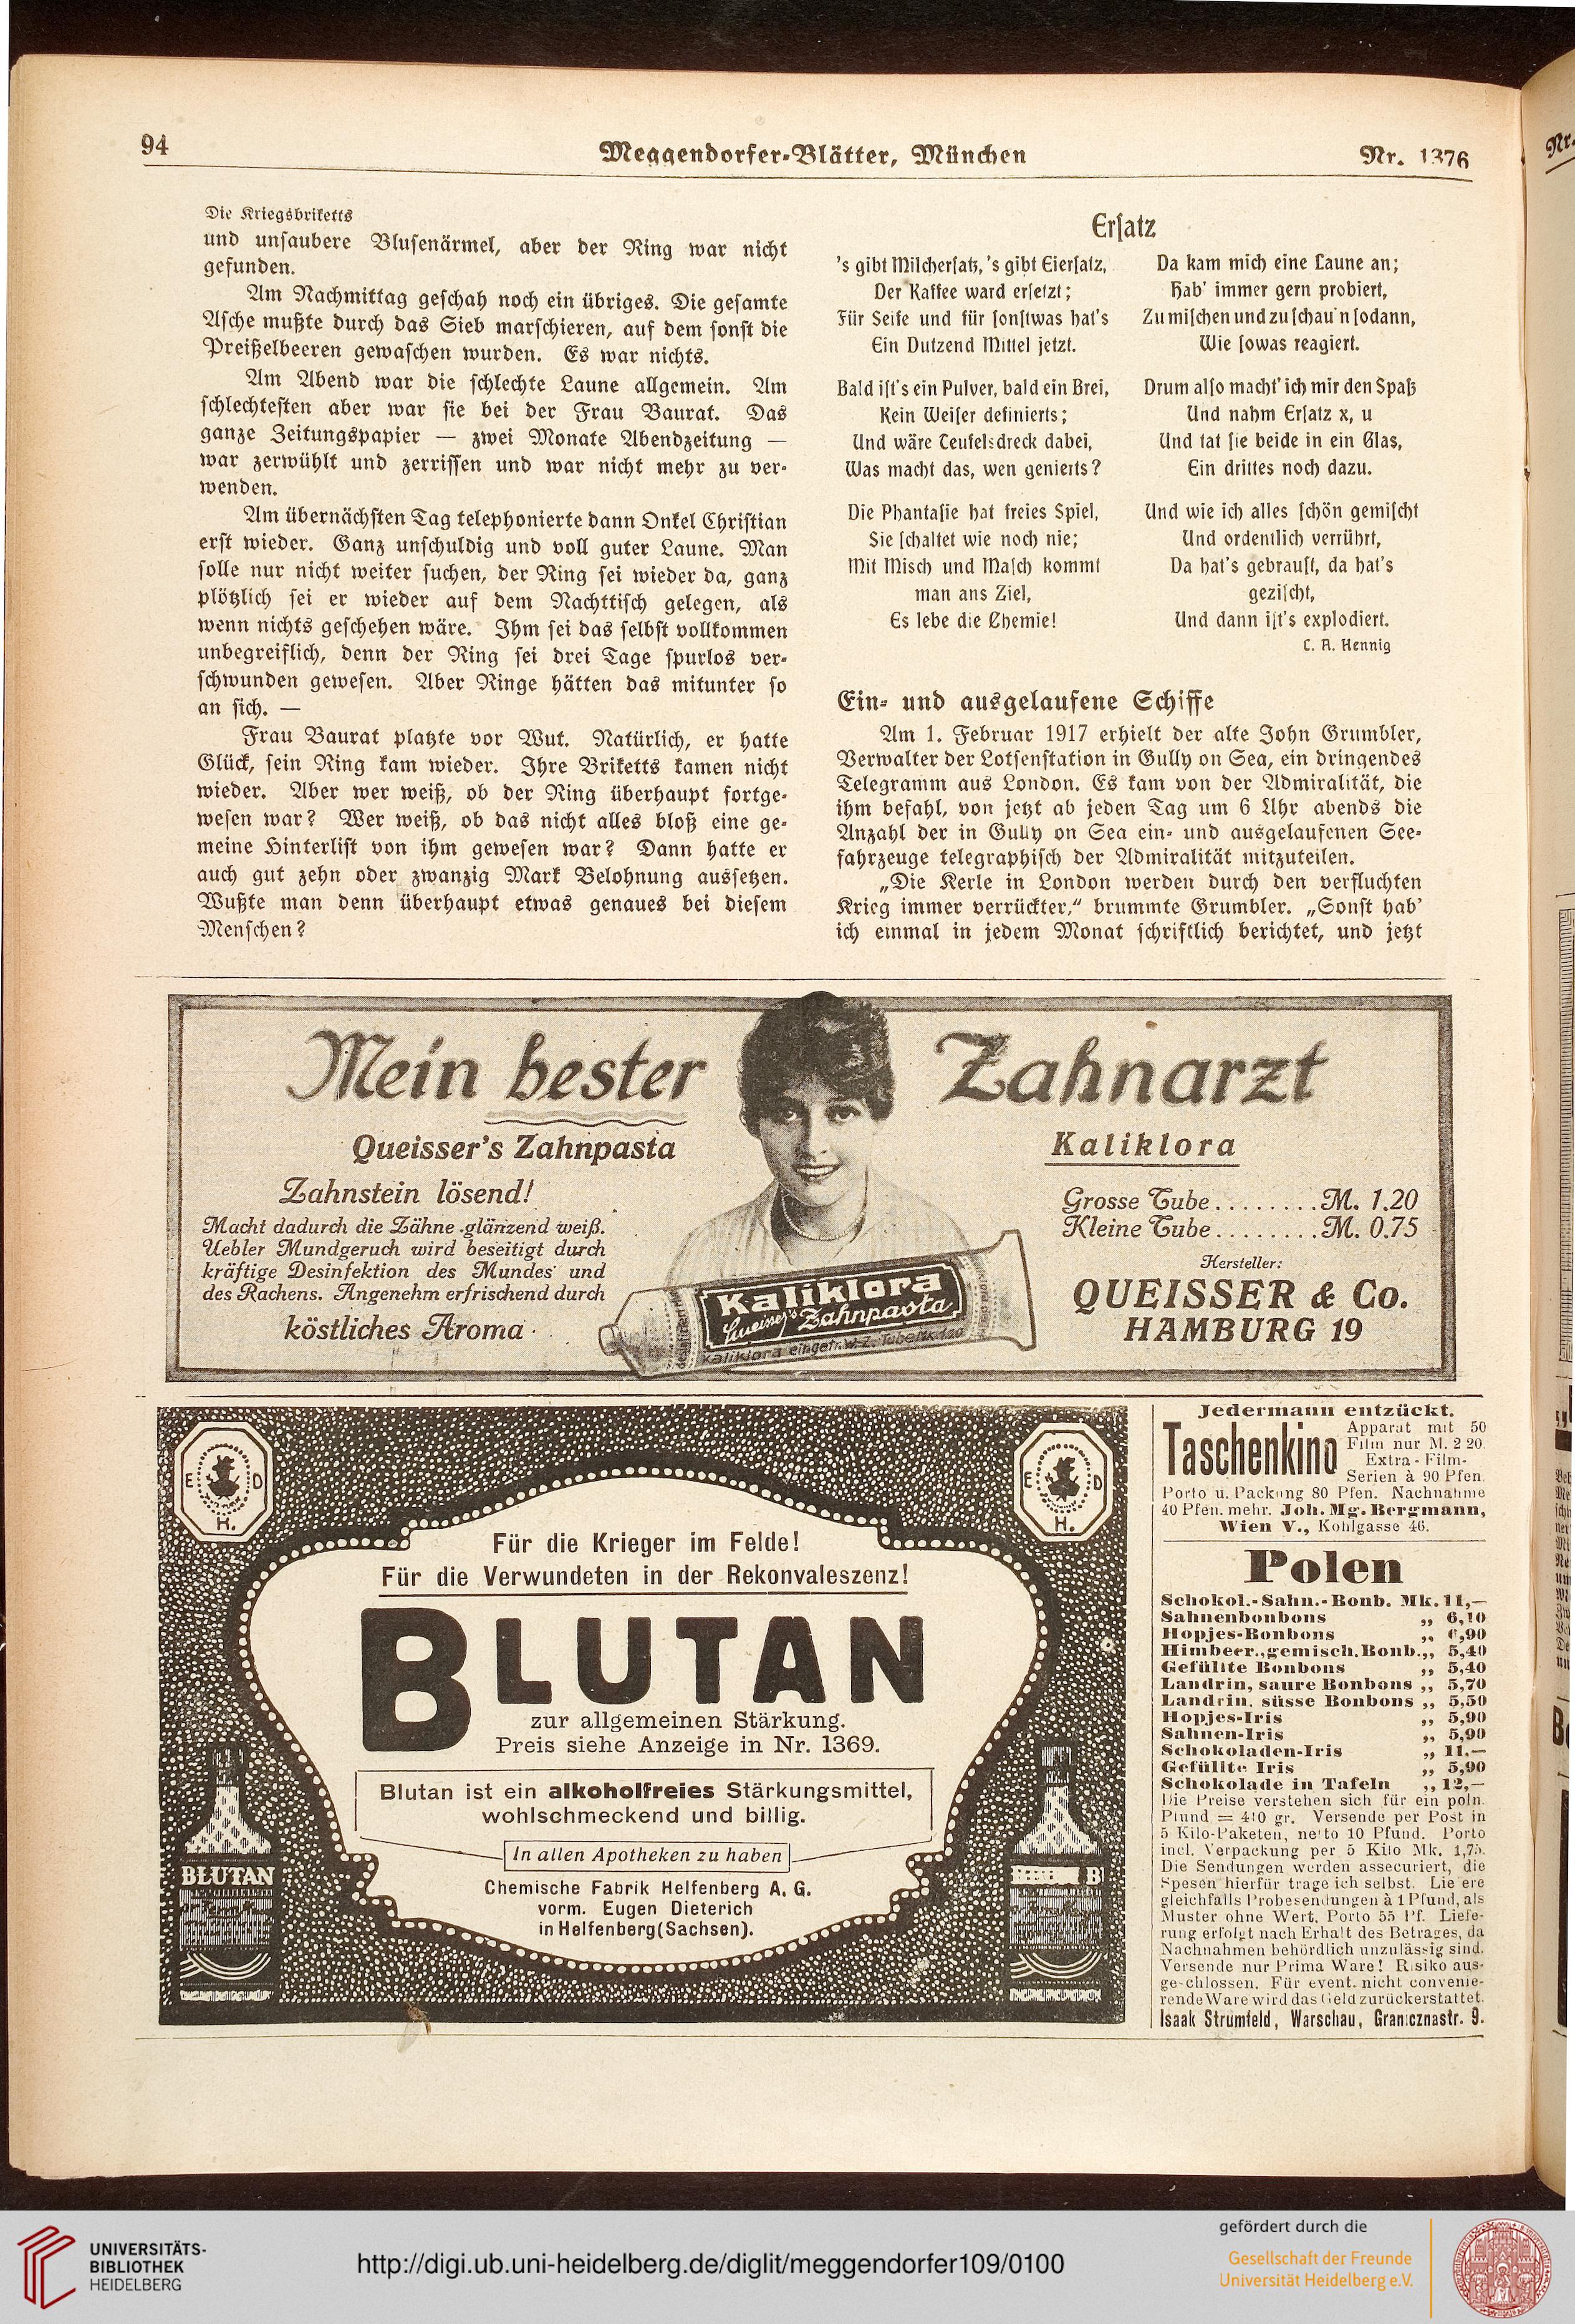 94
Meggendorfer-Blätter, München
Nr. 1376
Die Kriegsbriketts
und unsaubere Blusenärmel, aber der Ring war nicht
gefunden.
Am Nachmittag geschah noch ein übriges. Die gesamte
Asche mußte durch das Sieb marschieren, auf dem sonst die
Preißelbeeren gewaschen wurden. Es war nichts.
Am Abend war die schlechte Laune allgemein. Am
schlechtesten aber war sie bei der Frau Baurat. Das
ganze Zeitungspapier — zwei Monate Abendzeitung —
war zerwühlt und zerrissen und war nicht mehr zu ver-
wenden.
Am übernächsten Tag telephonierte dann Onkel Christian
erst wieder. Ganz unschuldig und voll guter Laune. Man
solle nur nicht weiter suchen, der Ring sei wieder da, ganz
plötzlich sei er wieder auf dem Nachttisch gelegen, als
wenn nichts geschehen wäre. Ihm sei das selbst vollkommen
unbegreiflich, denn der Ring sei drei Tage spurlos ver-
schwunden gewesen. Aber Ringe hätten das mitunter so
an sich. —
Frau Baurat platzte vor Wut. Natürlich, er hatte
Glück, sein Ring kam wieder. Ihre Briketts kamen nicht
wieder. Aber wer weiß, ob der Ring überhaupt fortge-
wesen war? Wer weiß, ob das nicht alles bloß eine ge-
meine Hinterlist von ihm gewesen war? Dann hatte er
auch gut zehn oder zwanzig Mark Belohnung aussetzen.
Wußte man denn überhaupt etwas genaues bei diesem
Menschen?
Ersatz
's gibt Milchersatz, 's gibt Eiersatz,
Der Kaffee ward ersetzt;
Für Seife und für sonstwas hat's
Ein Dutzend Mittel jetzt.
Bald ist's ein Pulver, bald ein Brei,
Kein Weiser definierts;
Und wäre Teufelsdreck dabei,
Was macht das, wen genierts?
Die Phantasie hat freies Spiel,
Sie schaltet wie noch nie;
Mit Misch und Masch kommt
man ans Ziel,
Es lebe die Chemie!
Da kam mich eine Laune an;
Hab' immer gern probiert,
Zu mischen und zu schau'n sodann,
Wie sowas reagiert.
Drum also macht' ich mir den Spaß
Und nahm Ersatz x, u
Und tat sie beide in ein Glas,
Ein drittes noch dazu.
Und wie ich alles schön gemischt
Und ordentlich verrührt,
Da hat's gebraust, da hat's
gezischt,
Und dann ist's explodiert.
C. A. Hennig
Ein- und ausgelaufene Schiffe
Am 1. Februar 1917 erhielt der alte John Grumbler,
Verwalter der Lotsenstation in Gully on Sea, ein dringendes
Telegramm aus London. Es kam von der Admiralität, die
ihm befahl, von jetzt ab jeden Tag um 6 Uhr abends die
Anzahl der in Gully on Sea ein- und ausgelaufenen See-
fahrzeuge telegraphisch der Admiralität mitzuteilen.
„Die Kerle in London werden durch den verfluchten
Krieg immer verrückter,“ brummte Grumbler. „Sonst hab'
ich einmal in jedem Monat schriftlich berichtet, und jetzt
Mein bester Zahnarzt
Queisser's Zahnpasta
Zahnstein lösend!
Macht dadurch die Zähne glänzend weiß.
Uebler Mundgeruch wird beseitigt durch
kräftige Desinfektion des Mundes und
des Rachens. Angenehm erfrischend durch
köstliches Aroma
Kaliklora
Queisser's Zahnpasta
Kaliklora eingetr. W.-Z. Tube Mk 1.20
Kaliklora
Grosse Tube........M. 1.20
Kleine Tube........M. 0.75
Hersteller:
QUEISSER & Co.
HAMBURG 19
E D
H.
E D
H.
Für die Krieger im Felde!
Für die Verwundeten in der Rekonvaleszenz!
BLUTAN
zur allgemeinen Stärkung.
Preis siehe Anzeige in Nr. 1369.
Blutan ist ein alkoholfreies Stärkungsmittel,
wohlschmeckend und billig.
In allen Apotheken zu haben
Chemische Fabrik Helfenberg A. G.
vorm. Eugen Dieterich
in Helfenberg (Sachsen).
BLUTAN
B
Jedermann entzückt.
Taschenkino
Apparat mit 50
Film nur M. 2 20.
Extra-Film-
Serien à 90 Pfen.
Porto u. Packung 80 Pfen. Nachnahme
40 Pfen. mehr. Joh. Mg. Bergmann,
Wien V., Kohlgasse 46.
Polen
Schokol.-Sahn.-Bonb. Mk. 11,—
Sahnenbonbons „ 6,10
Hopjes-Bonbons „ 6,90
Himbeer.,gemisch.Bonb. „ 5,40
Gefüllte Bonbons „ 5,40
Landrin, saure Bonbons „ 5,70
Landrin, süsse Bonbons „ 5,50
Hopjes-Iris „ 5,90
Sahnen-Iris „ 5,90
Schokoladen-Iris „ 11.—
Gefüllte Iris „ 5,90
Schokolade in Tafeln „ 12,—
Die Preise verstehen sich für ein poln.
Pfund = 410 gr. Versende per Post in
5 Kilo-Paketen, netto 10 Pfund. Porto
incl. Verpackung per 5 Kilo Mk. 1,75.
Die Sendungen werden assecuriert, die
Spesen hierfür trage ich selbst. Liefere
gleichfalls Probesendungen à 1 Pfund, als
Muster ohne Wert, Porto 55 Pf. Liefe-
rung erfolgt nach Erhalt des Betrages, da
Nachnahmen behördlich unzulässig sind.
Versende nur Prima Ware! Risiko aus-
geschlossen. Für event. nicht convenie-
rende Ware wird das Geld zurückerstattet.
Isaak Strumfeld, Warschau, Granicznastr. 9.
Nr.
UNIVERSITÄTS-
BIBLIOTHEK
HEIDELBERG
http://digi.ub.uni-heidelberg.de/diglit/meggendorfer109/0100
gefördert durch die
Gesellschaft der Freunde
Universität Heidelberg e.V.